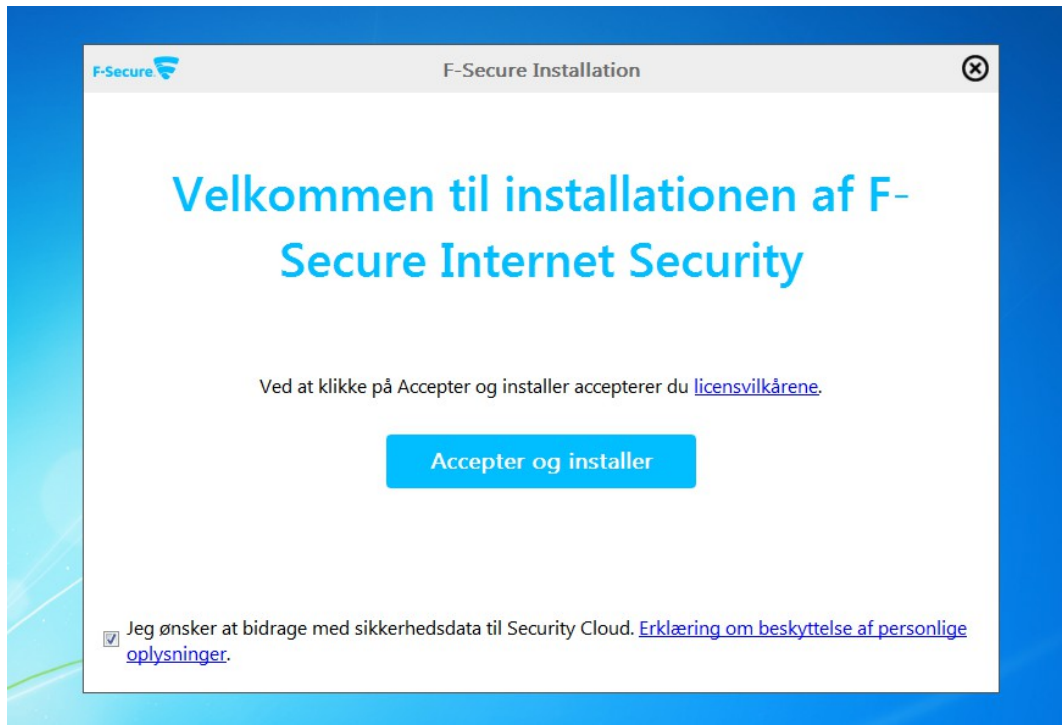 F-Secure.
F-Secure Installation
Velkommen til installationen af F-
Secure Internet Security
Ved at klikke på Accepter og installer accepterer du licensvilkårene.
Accepter og installer
Jeg ønsker at bidrage med sikkerhedsdata til Security Cloud. Erklæring om beskyttelse af personlige
oplysninger.